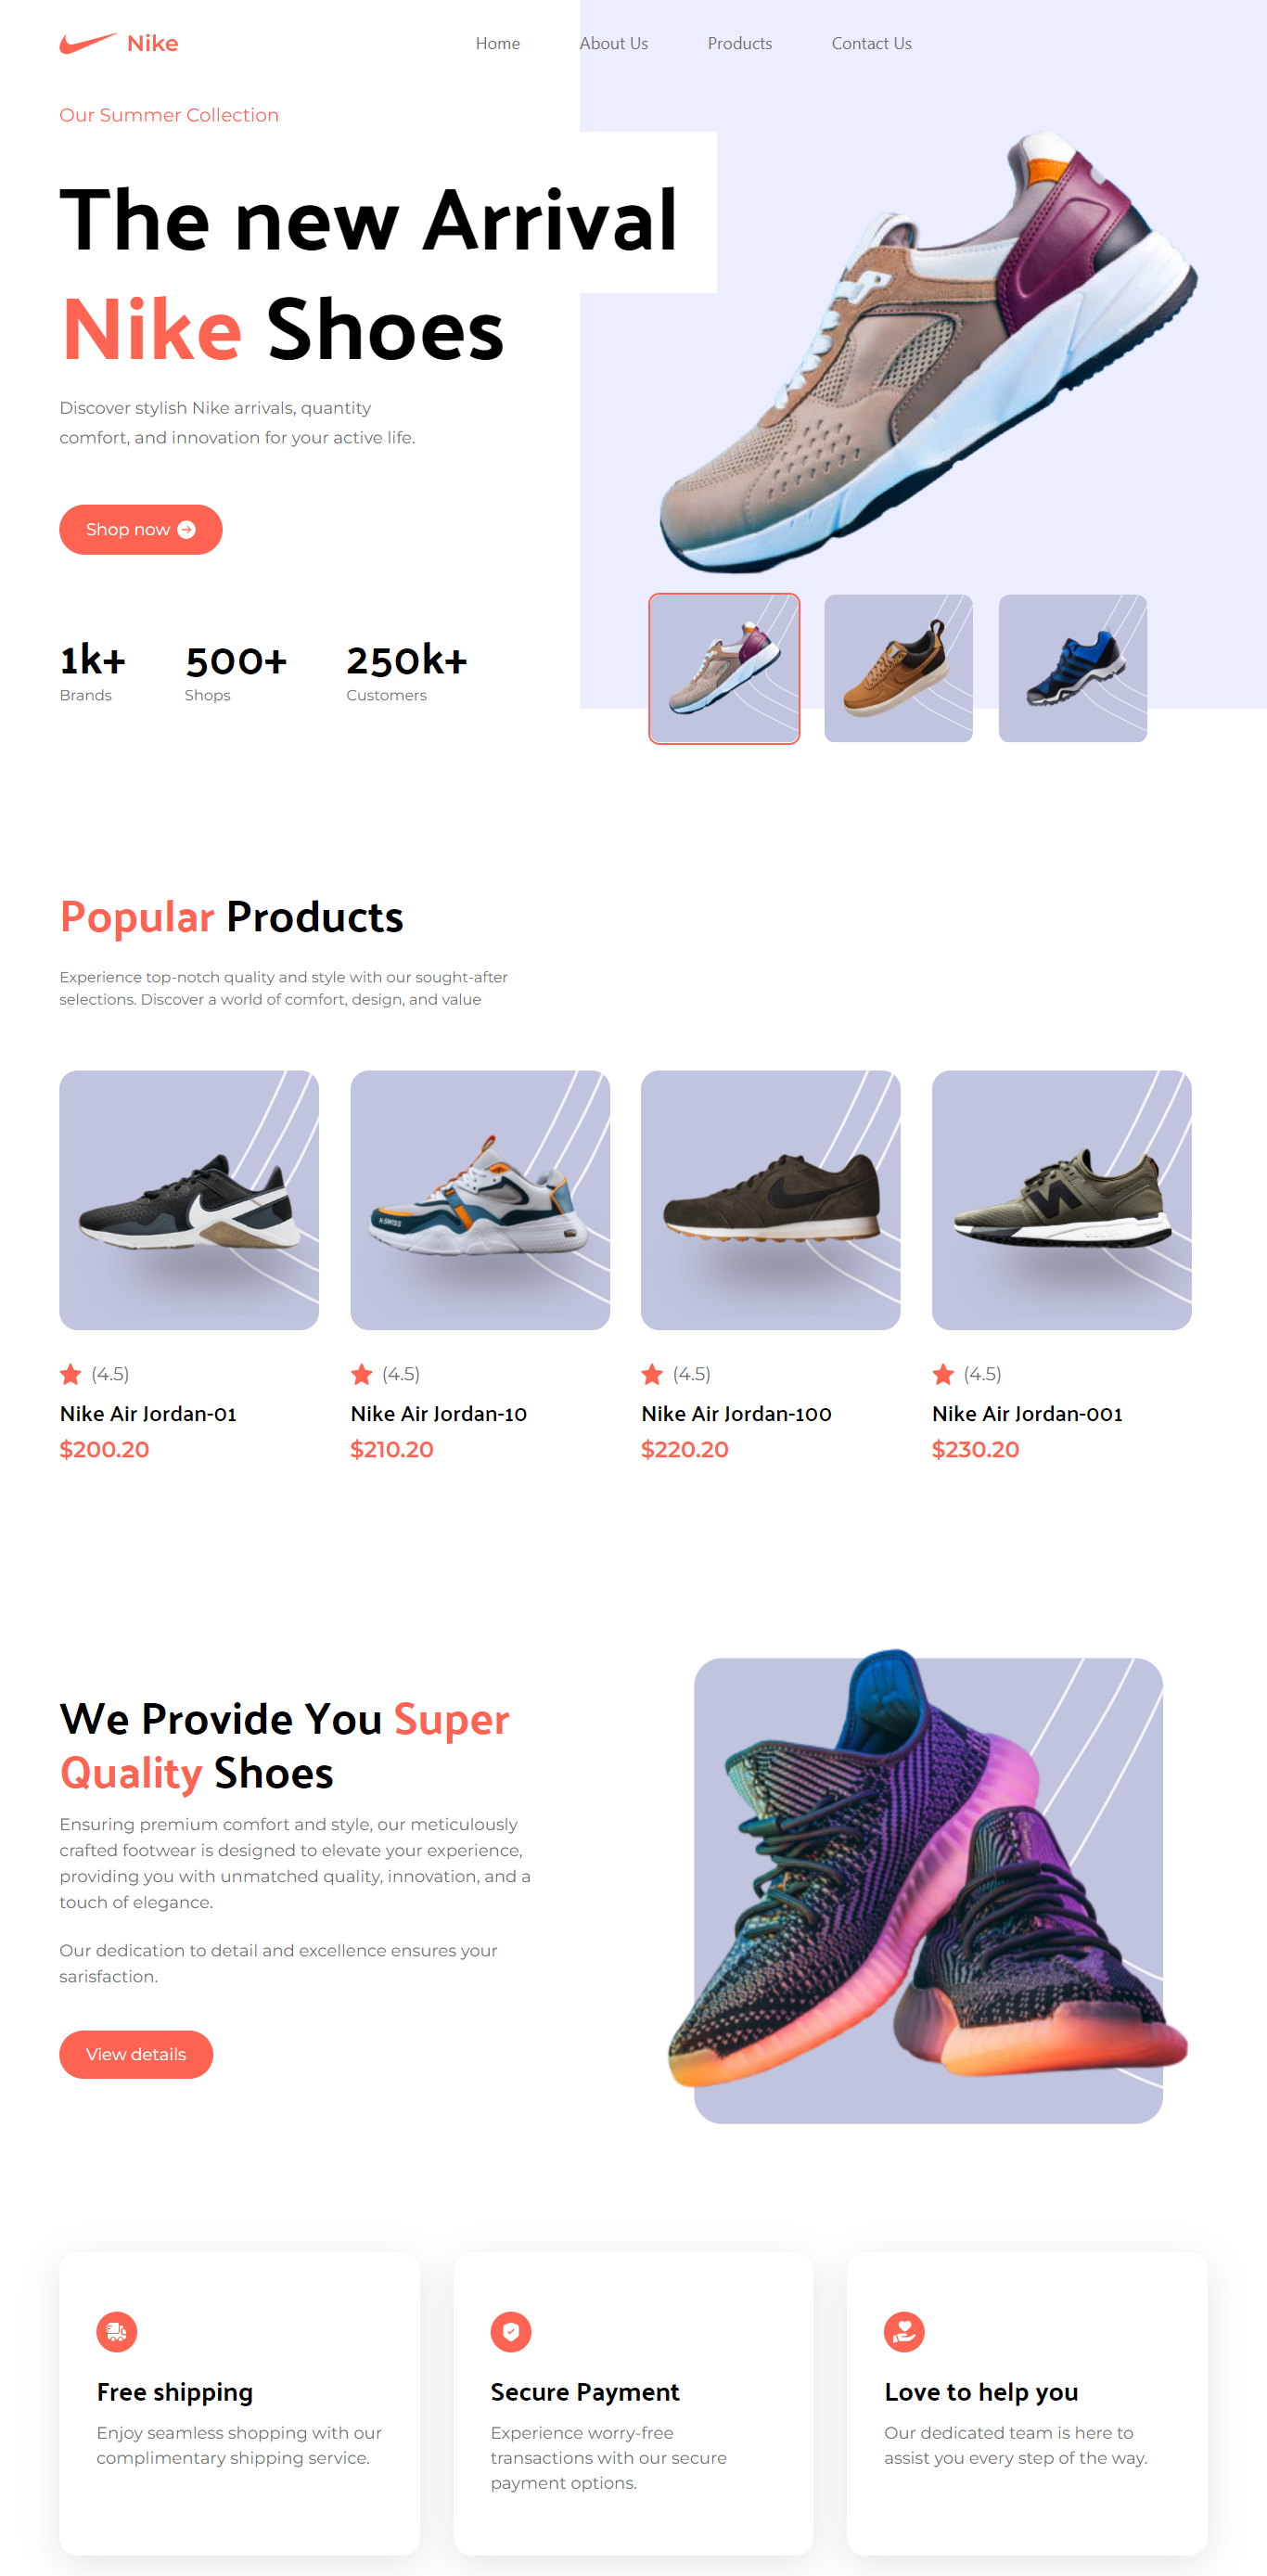 Nike
Home About Us Products Contact Us
Our Summer Collection
The new Arrival
Nike Shoes
Discover stylish Nike arrivals, quantity
comfort, and innovation for your active life.
Shop now
1k+ 500+ 250k+
Brands Shops Customers
Popular Products
Experience top-notch quality and style with our sought-after
selections. Discover a world of comfort, design, and value
K-SWISS
N
(4.5) (4.5) (4.5) (4.5)
Nike Air Jordan-01 Nike Air Jordan-10 Nike Air Jordan-100 Nike Air Jordan-001
$200.20 $210.20 $220.20 $230.20
We Provide You Super
Quality Shoes
Ensuring premium comfort and style, our meticulously
crafted footwear is designed to elevate your experience,
providing you with unmatched quality, innovation, and a
touch of elegance.
Our dedication to detail and excellence ensures your
sarisfaction.
View details
Free shipping
Enjoy seamless shopping with our
complimentary shipping service.
Secure Payment
Experience worry-free
transactions with our secure
payment options.
Love to help you
Our dedicated team is here to
assist you every step of the way.